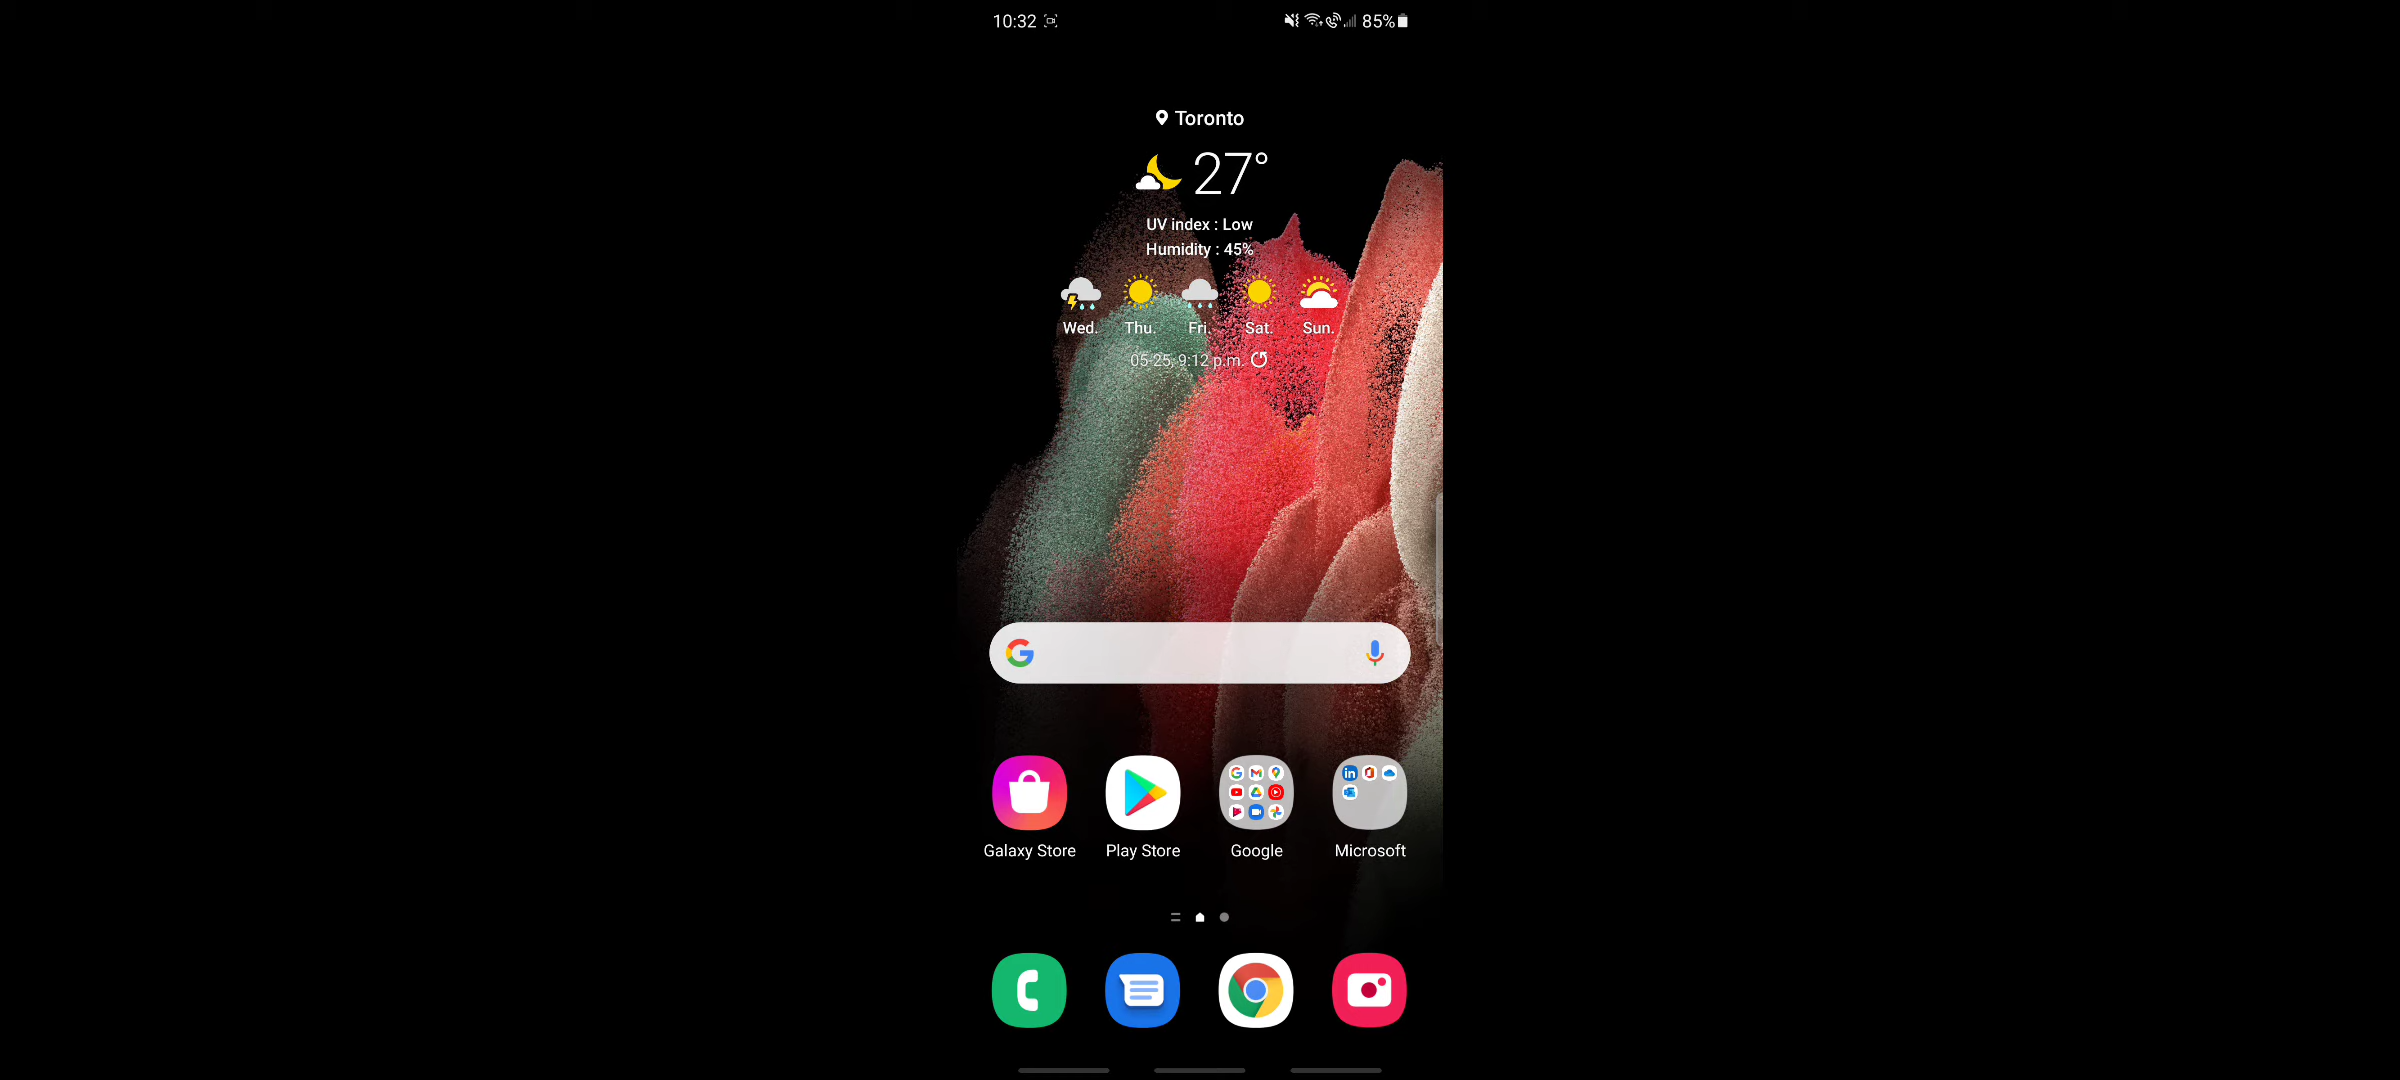 10:32 85%
Toronto
27°
UV index : Low
Humidity : 45%
Wed. Thu. Fri. Sat. Sun.
05-25, 9:12 p.m.
Galaxy Store Play Store Google Microsoft